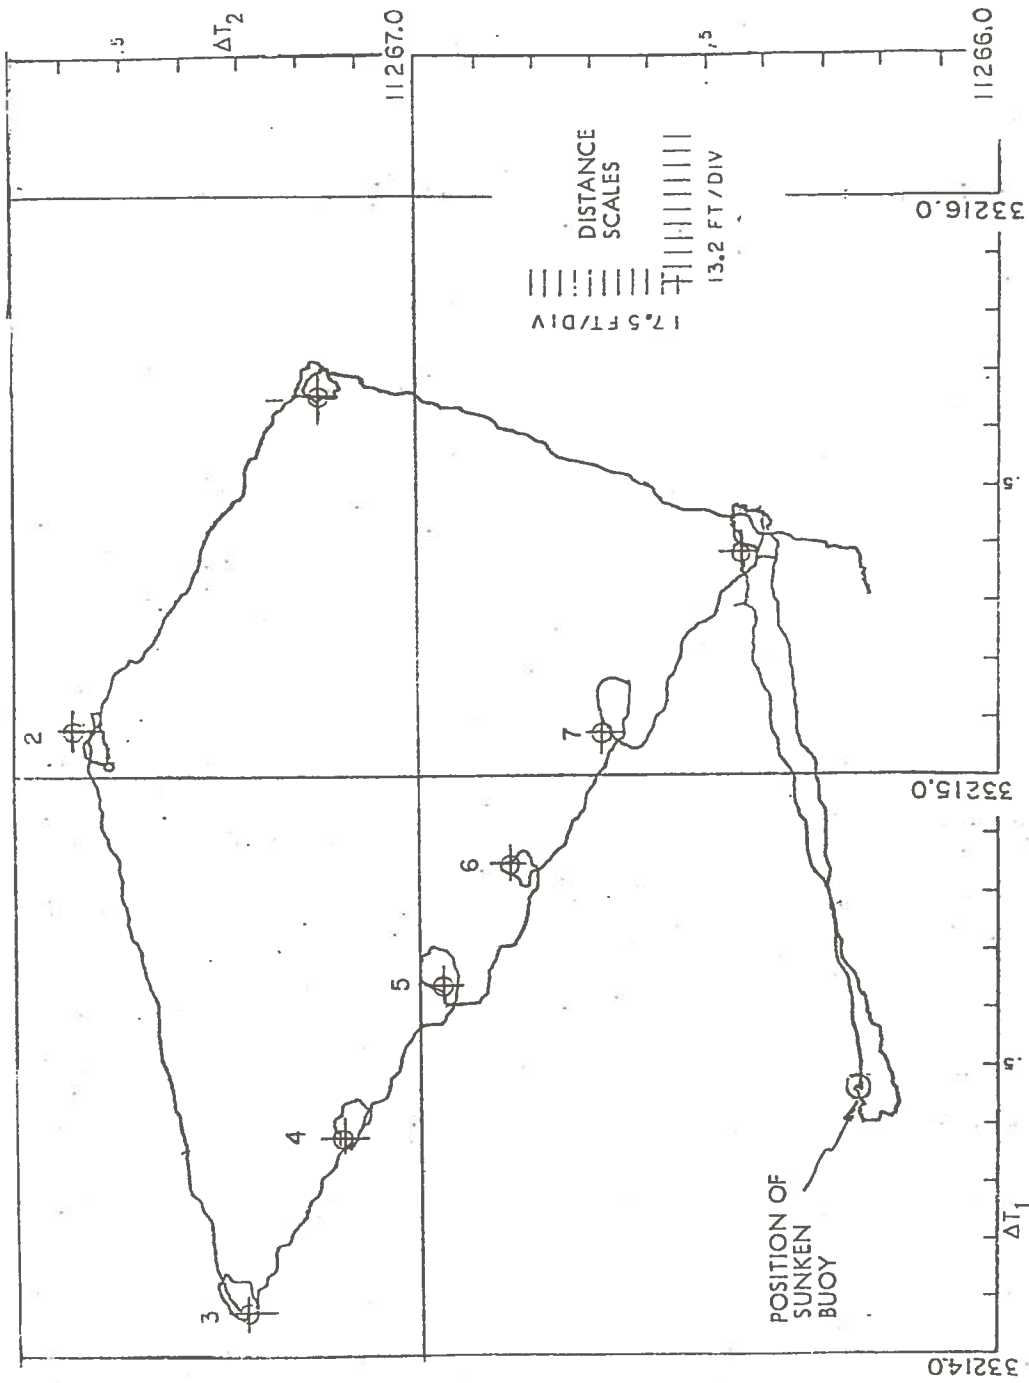 .5
ΔT₂
11267.0
.5
11266.0
DISTANCE
SCALES
17.5 FT/DIV
13.2 FT/DIV
33216.0
1
.5
2
7
33215.0
6
5
.5
4
3
POSITION OF
SUNKEN
BUOY
ΔT₁
33214.0